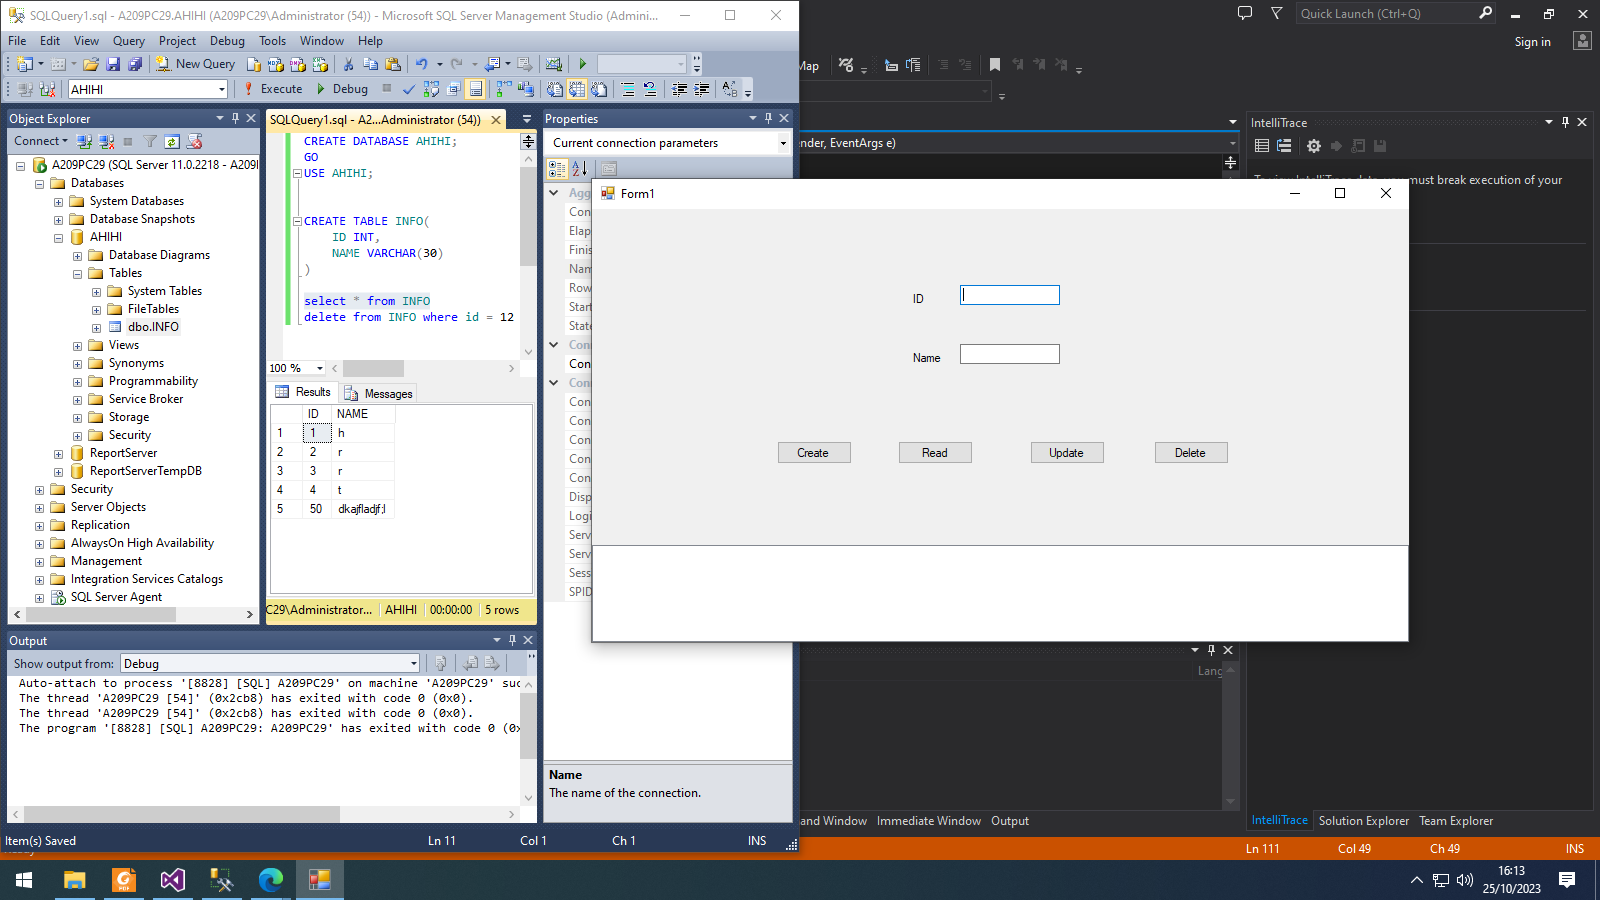 SQLQuery1.sql - A209PC29.AHIHI (A209PC29\Administrator (54)) - Microsoft SQL Server Management Studio (Admini...
File Edit View Query Project Debug Tools Window Help
New Query
AHIHI Execute Debug
Object Explorer
Connect
A209PC29 (SQL Server 11.0.2218 - A209
Databases
System Databases
Database Snapshots
AHIHI
Database Diagrams
Tables
System Tables
FileTables
dbo.INFO
Views
Synonyms
Programmability
Service Broker
Storage
Security
ReportServer
ReportServerTempDB
Security
Server Objects
Replication
AlwaysOn High Availability
Management
Integration Services Catalogs
SQL Server Agent
SQLQuery1.sql - A2...Administrator (54))
CREATE DATABASE AHIHI;
GO
USE AHIHI;
CREATE TABLE INFO(
ID INT,
NAME VARCHAR(30)
)
select * from INFO
delete from INFO where id = 12
100 %
Results Messages
ID NAME
1 1 h
2 2 r
3 3 r
4 4 t
5 50 dkajfladjf;l
C29\Administrator... AHIHI 00:00:00 5 rows
Properties
Current connection parameters
Agg
Con
Elap
Finis
Nam
Row
Start
State
Con
Con
Con
Con
Con
Con
Con
Con
Disp
Logi
Serv
Serv
Sess
SPID
Name
The name of the connection.
Output
Show output from: Debug
Auto-attach to process '[8828] [SQL] A209PC29' on machine 'A209PC29' suc
The thread 'A209PC29 [54]' (0x2cb8) has exited with code 0 (0x0).
The thread 'A209PC29 [54]' (0x2cb8) has exited with code 0 (0x0).
The program '[8828] [SQL] A209PC29: A209PC29' has exited with code 0 (0x
Item(s) Saved Ln 11 Col 1 Ch 1 INS
Quick Launch (Ctrl+Q)
Sign in
Map
ender, EventArgs e)
IntelliTrace
must break execution of your
Form1
ID
Name
Create Read Update Delete
Lang
and Window Immediate Window Output
IntelliTrace Solution Explorer Team Explorer
Ln 111 Col 49 Ch 49 INS
16:13
25/10/2023